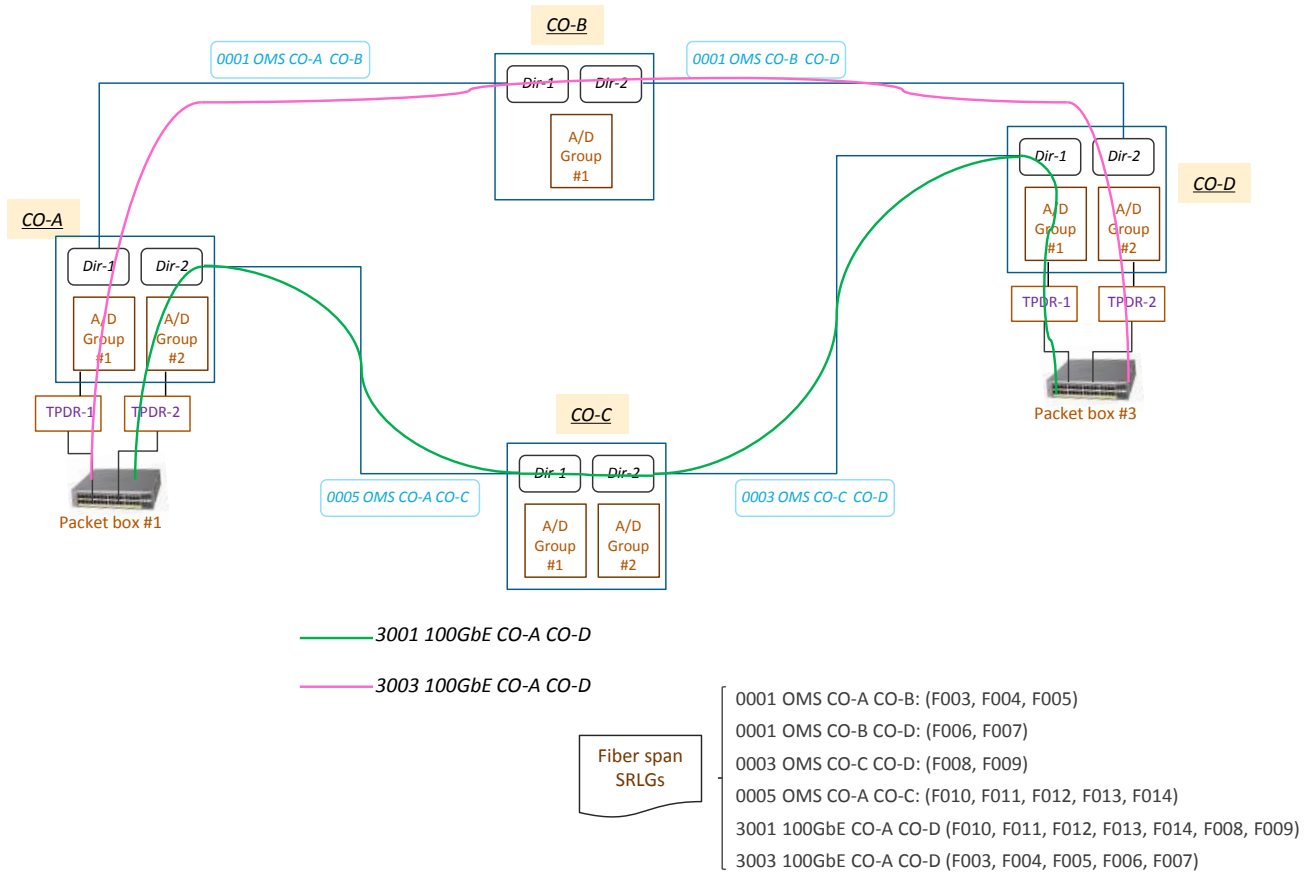 CO-B
0001 OMS CO-A  CO-B
0001 OMS CO-B  CO-D
Dir-1
Dir-2
A/D
Group
#1
CO-D
Dir-1
Dir-2
A/D
Group
#1
A/D
Group
#2
TPDR-1
TPDR-2
Packet box #3
CO-A
Dir-1
Dir-2
A/D
Group
#1
A/D
Group
#2
TPDR-1
TPDR-2
Packet box #1
CO-C
Dir-1
Dir-2
0005 OMS CO-A CO-C
0003 OMS CO-C  CO-D
A/D
Group
#1
A/D
Group
#2
3001 100GbE CO-A CO-D
3003 100GbE CO-A CO-D
Fiber span
SRLGs
0001 OMS CO-A CO-B: (F003, F004, F005)
0001 OMS CO-B CO-D: (F006, F007)
0003 OMS CO-C CO-D: (F008, F009)
0005 OMS CO-A CO-C: (F010, F011, F012, F013, F014)
3001 100GbE CO-A CO-D (F010, F011, F012, F013, F014, F008, F009)
3003 100GbE CO-A CO-D (F003, F004, F005, F006, F007)